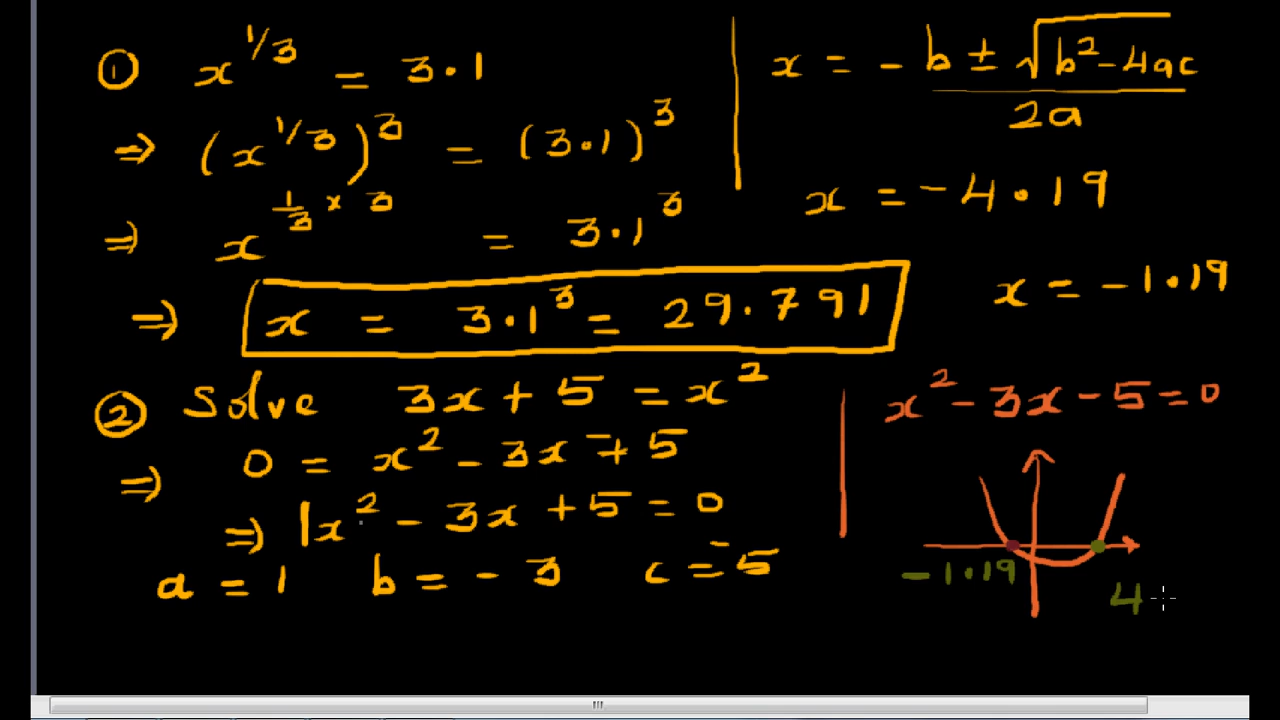 ① x^{1/3} = 3.1
⇒ (x^{1/3})^3 = (3.1)^3
⇒ x^{1/3 × 3} = 3.1^3
⇒ x = 3.1^3 = 29.791
x = -b ± √(b^2 - 4ac) / 2a
x = -4.19
x = -1.19
② Solve 3x + 5 = x^2
⇒ 0 = x^2 - 3x -+ 5
⇒ 1x^2 - 3x + 5 = 0
a = 1 b = -3 c = -5
x^2 - 3x - 5 = 0
-1.19
4